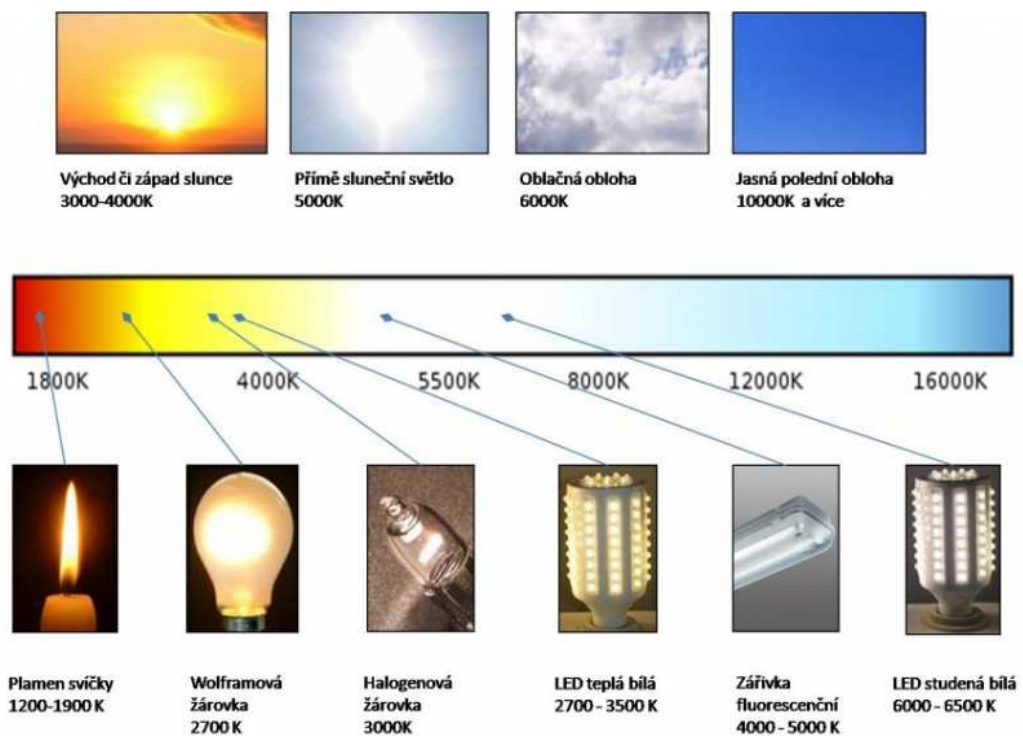 Východ či západ slunce
3000-4000K
Přímě sluneční světlo
5000K
Oblačná obloha
6000K
Jasná polední obloha
10000K a více
1800K
4000K
5500K
8000K
12000K
16000K
Plamen svíčky
1200-1900 K
Wolframová
žárovka
2700 K
Halogenová
žárovka
3000K
LED teplá bílá
2700 - 3500 K
Zářivka
fluorescenční
4000 - 5000 K
LED studená bílá
6000 - 6500 K